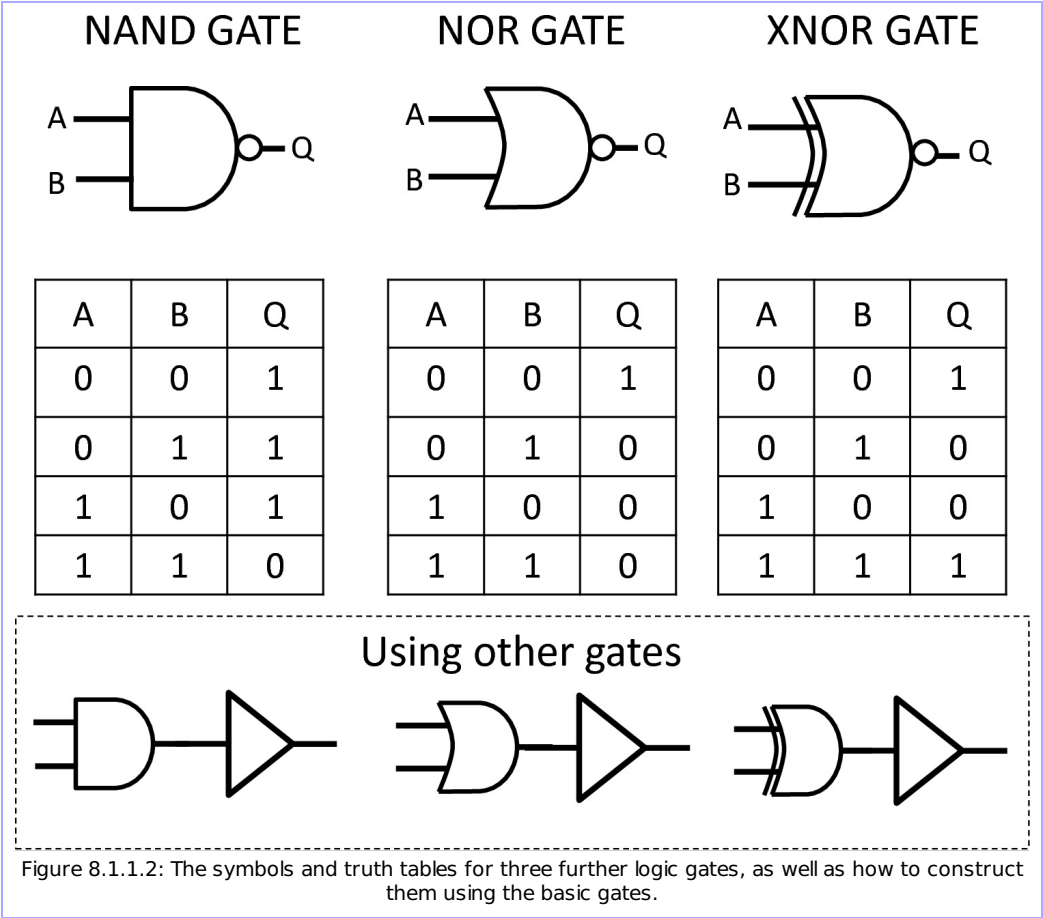 NAND GATE
NOR GATE
XNOR GATE
A
B
Q
A
B
Q
A
B
Q
A B Q
0 0 1
0 1 1
1 0 1
1 1 0
A B Q
0 0 1
0 1 0
1 0 0
1 1 0
A B Q
0 0 1
0 1 0
1 0 0
1 1 1
Using other gates
Figure 8.1.1.2: The symbols and truth tables for three further logic gates, as well as how to construct
them using the basic gates.